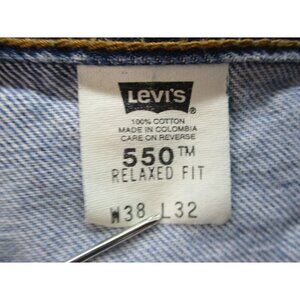 LEVI'S ®
100% COTTON
MADE IN COLOMBIA
CARE ON REVERSE
550™
RELAXED FIT
W38 L32